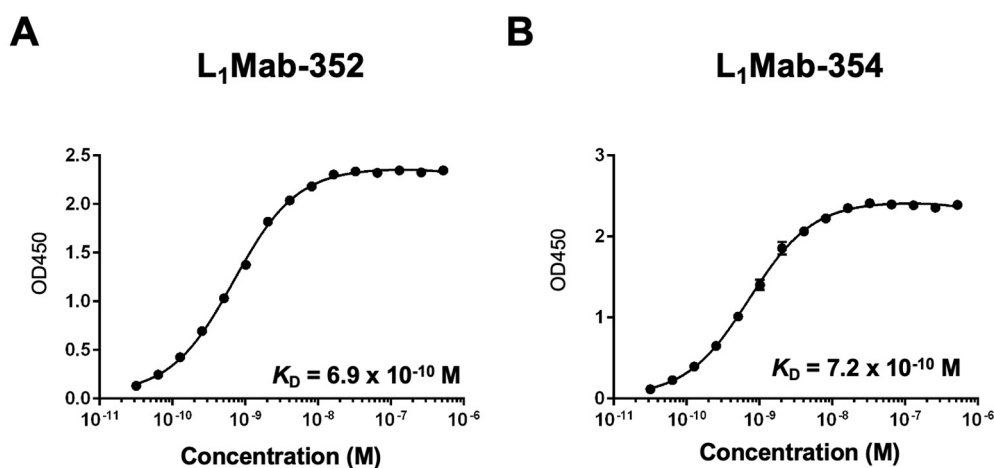 A
L₁Mab-352
2.5
2.0
1.5
1.0
0.5
0.0
OD450
K_D = 6.9 x 10⁻¹⁰ M
10⁻¹¹ 10⁻¹⁰ 10⁻⁹ 10⁻⁸ 10⁻⁷ 10⁻⁶
Concentration (M)
B
L₁Mab-354
3
2
1
0
OD450
K_D = 7.2 x 10⁻¹⁰ M
10⁻¹¹ 10⁻¹⁰ 10⁻⁹ 10⁻⁸ 10⁻⁷ 10⁻⁶
Concentration (M)